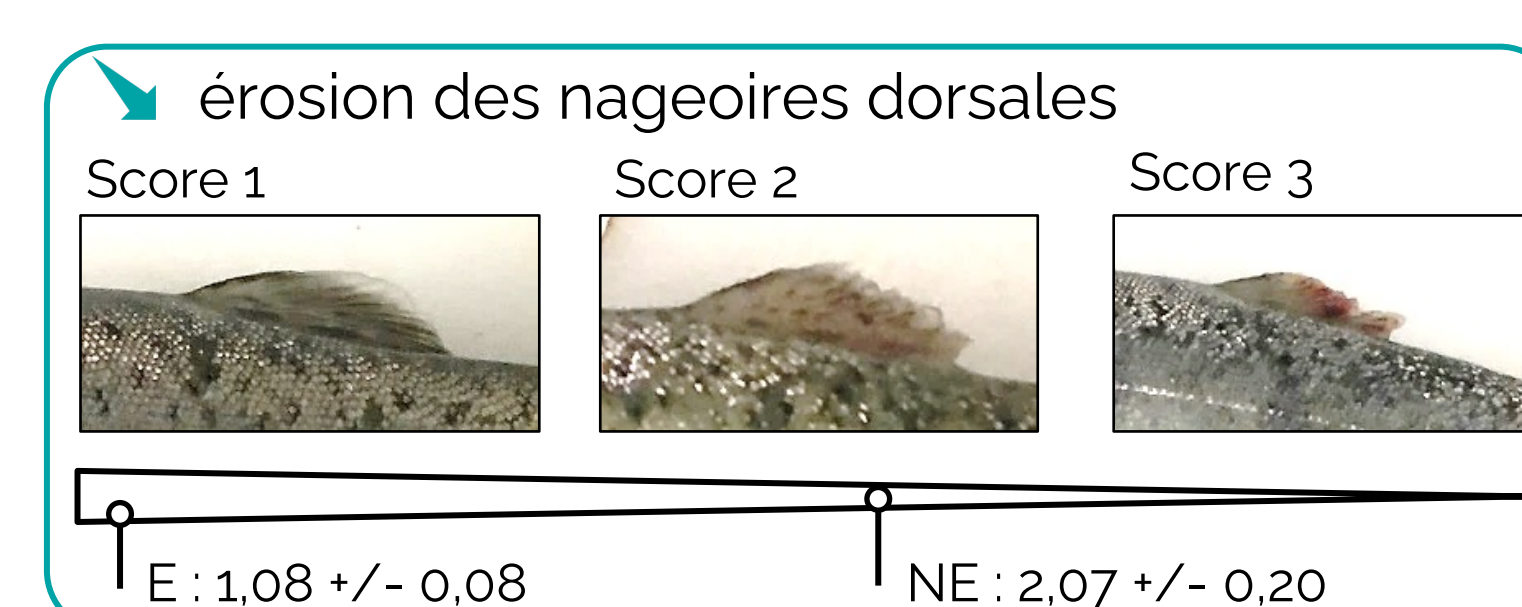 érosion des nageoires dorsales
Score 1
Score 2
Score 3
E : 1,08 +/- 0,08
NE : 2,07 +/- 0,20